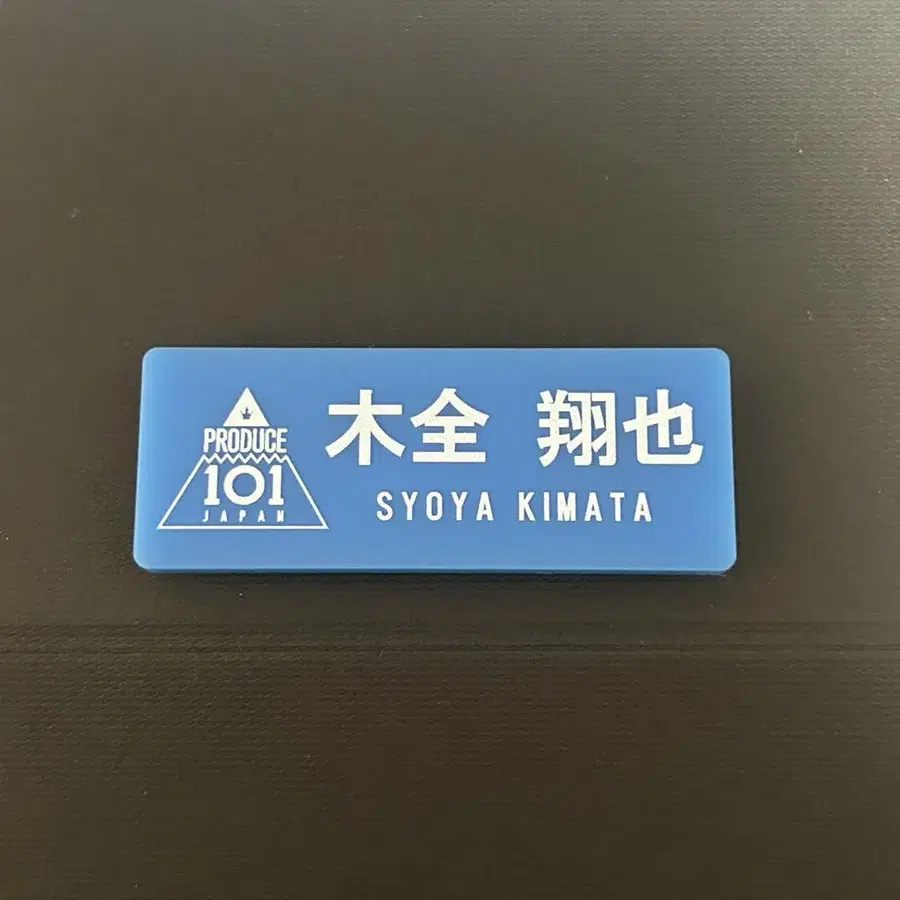 PRODUCE
101
JAPAN
木全 翔也
SYOYA KIMATA